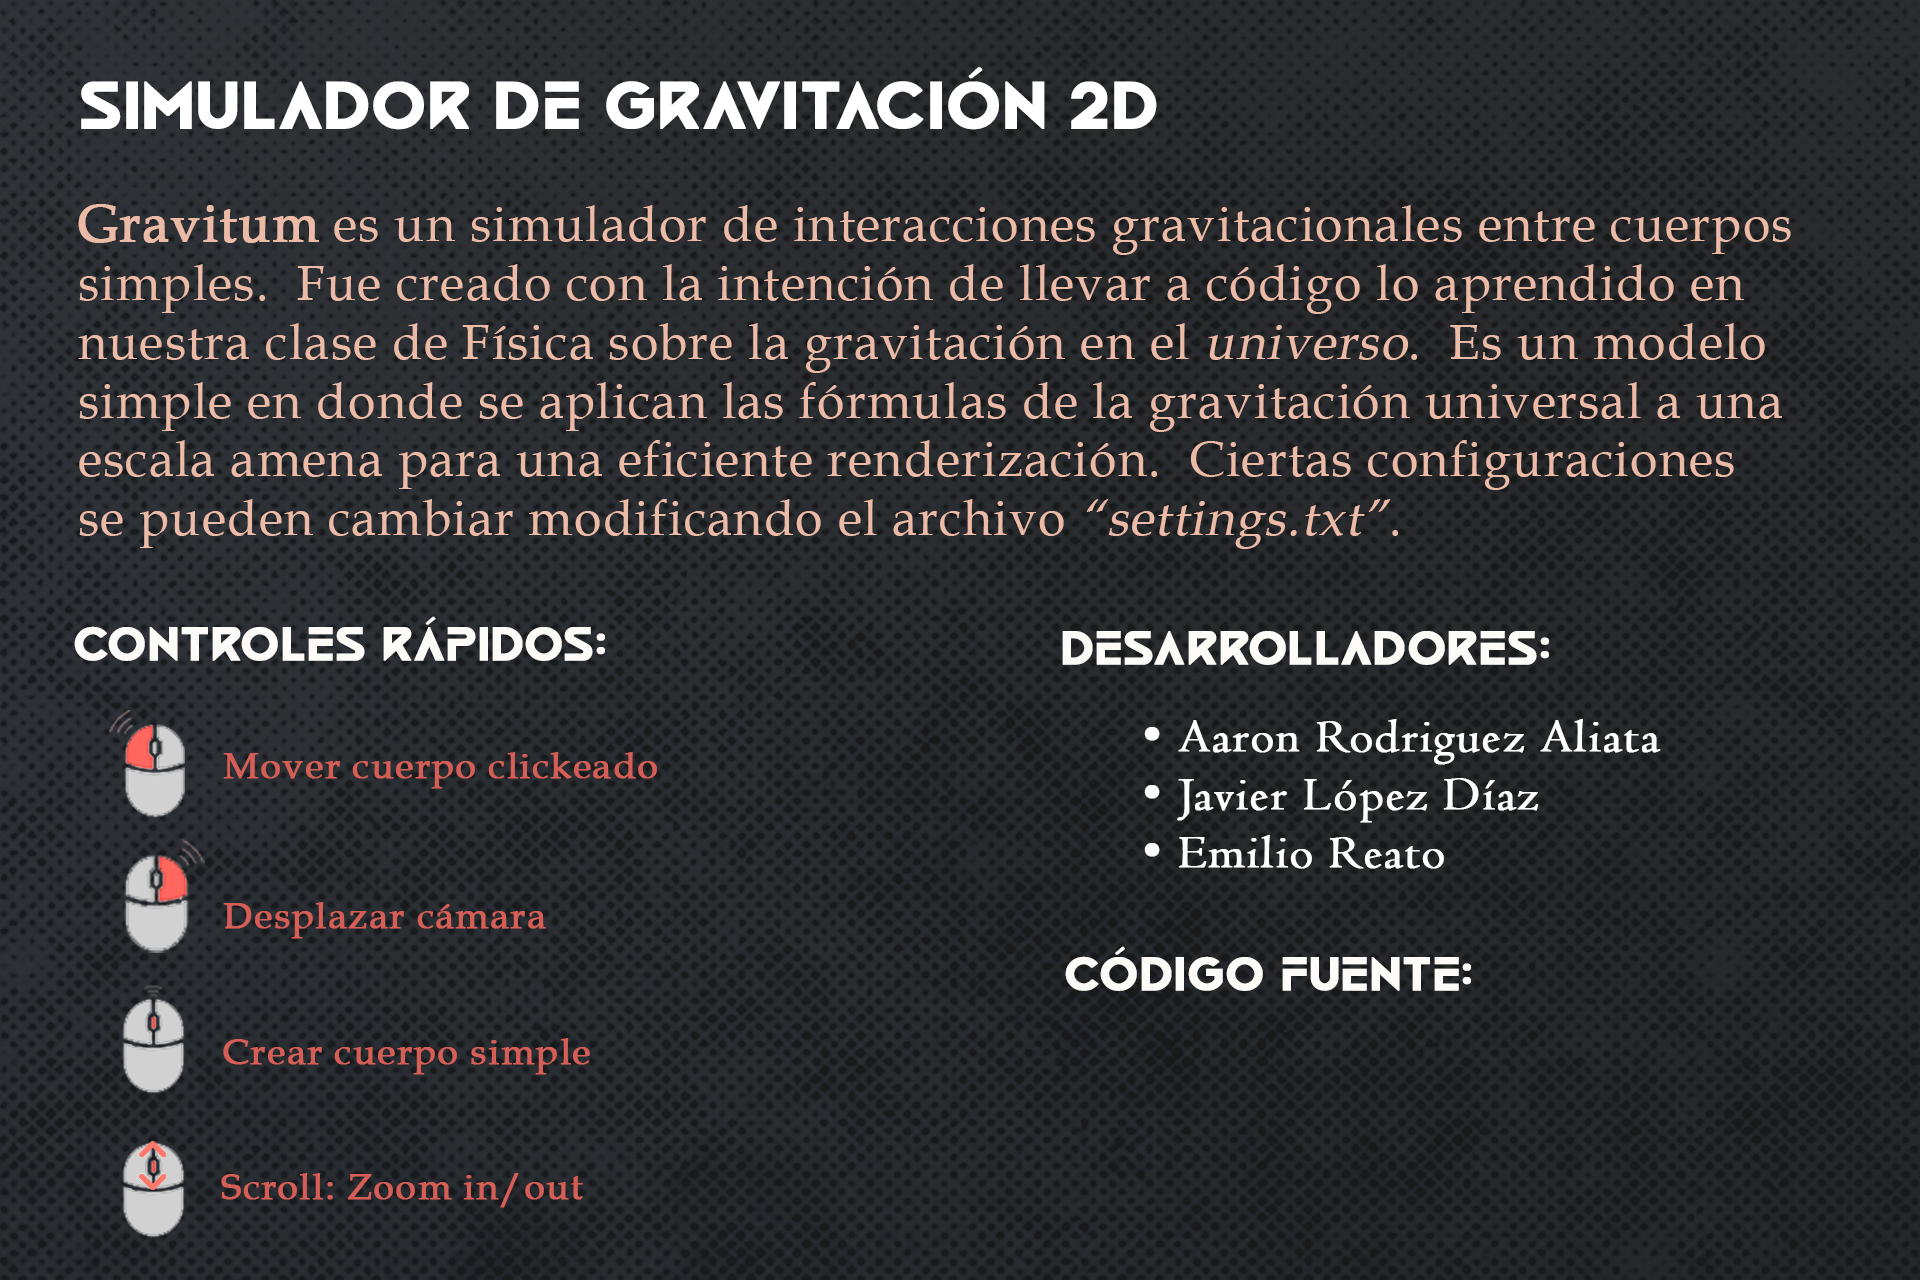 SIMULADOR DE GRAVITACIÓN 2D
Gravitum es un simulador de interacciones gravitacionales entre cuerpos
simples. Fue creado con la intención de llevar a código lo aprendido en
nuestra clase de Física sobre la gravitación en el universo. Es un modelo
simple en donde se aplican las fórmulas de la gravitación universal a una
escala amena para una eficiente renderización. Ciertas configuraciones
se pueden cambiar modificando el archivo “settings.txt”.
CONTROLES RÁPIDOS:
Mover cuerpo clickeado
Desplazar cámara
Crear cuerpo simple
Scroll: Zoom in/out
DESARROLLADORES:
• Aaron Rodriguez Aliata
• Javier López Díaz
• Emilio Reato
CÓDIGO FUENTE: